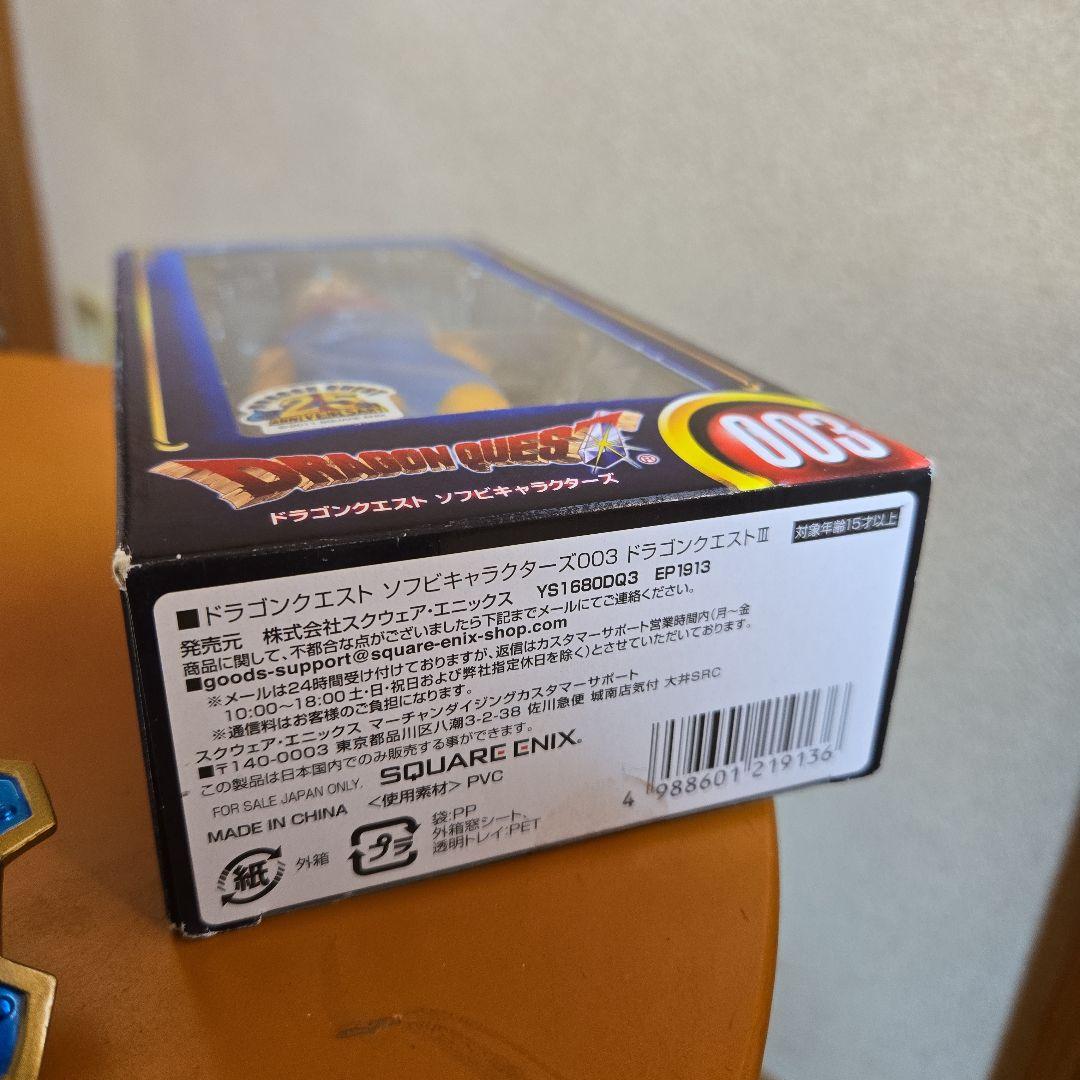 DRAGON QUEST
25
ANNIVERSARY
DRAGON QUEST®
ドラゴンクエスト ソフビキャラクターズ
003
■ドラゴンクエスト ソフビキャラクターズ003 ドラゴンクエストⅢ
対象年齢15才以上
発売元 株式会社スクウェア・エニックス YS1680DQ3 EP1913
商品に関して、不都合な点がございましたら下記までメールにてご連絡ください。
■goods-support@square-enix-shop.com
※メールは24時間受け付けておりますが、返信はカスタマーサポート営業時間内(月～金
10:00～18:00 土・日・祝日および弊社指定休日を除く)とさせていただいております。
※通信料はお客様のご負担になります。
スクウェア・エニックス マーチャンダイジングカスタマーサポート
■〒140-0003 東京都品川区八潮3-2-38 佐川急便 城南店気付 大井SRC
この製品は日本国内でのみ販売する事ができます。
FOR SALE JAPAN ONLY.
SQUARE ENIX®
MADE IN CHINA
<使用素材> PVC
紙
外箱
プラ
袋:PP
外箱窓シート、
透明トレイ:PET
4 988601 219136